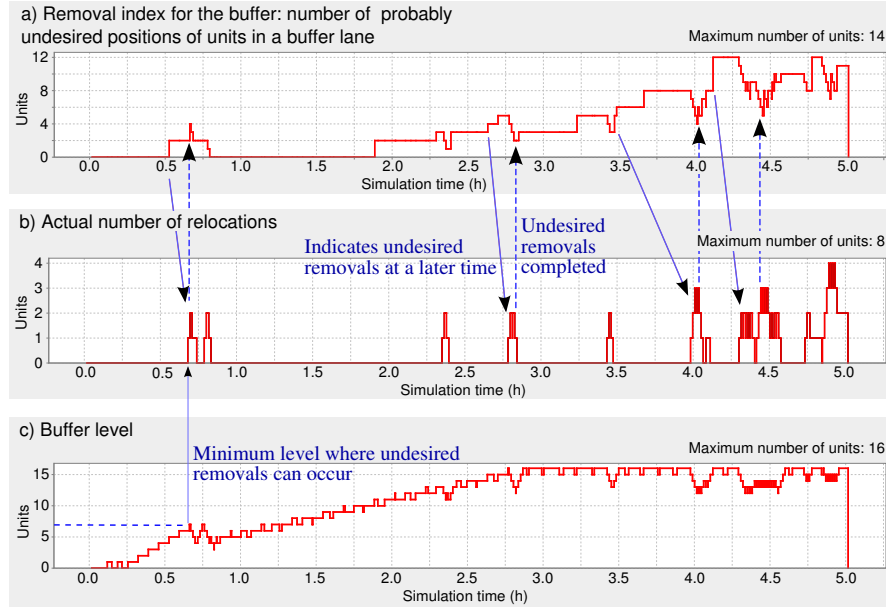 a) Removal index for the buffer: number of probably
undesired positions of units in a buffer lane
Maximum number of units: 14
12
8
4
0
Units
0.0 0.5 1.0 1.5 2.0 2.5 3.0 3.5 4.0 4.5 5.0
Simulation time (h)
b) Actual number of relocations
Maximum number of units: 8
Indicates undesired
removals at a later time
Undesired
removals
completed
4
3
2
1
0
Units
0.0 0.5 1.0 1.5 2.0 2.5 3.0 3.5 4.0 4.5 5.0
Simulation time (h)
c) Buffer level
Maximum number of units: 16
Minimum level where undesired
removals can occur
15
10
5
0
Units
0.0 0.5 1.0 1.5 2.0 2.5 3.0 3.5 4.0 4.5 5.0
Simulation time (h)